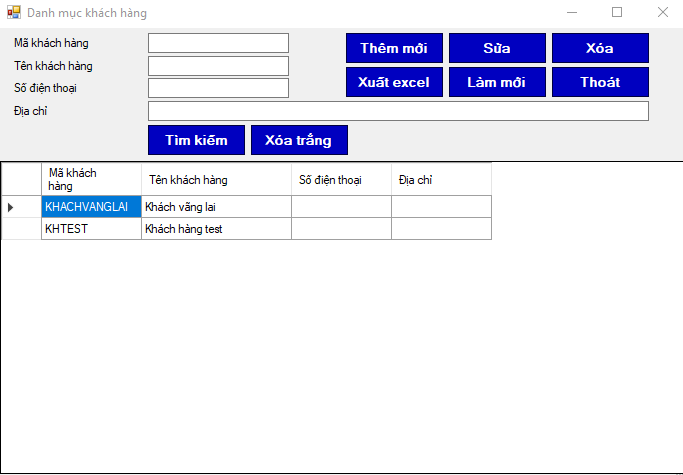 Danh mục khách hàng
Mã khách hàng
Thêm mới Sửa Xóa
Tên khách hàng
Số điện thoại
Xuất excel Làm mới Thoát
Địa chỉ
Tìm kiếm Xóa trắng
Mã khách
hàng
Tên khách hàng Số điện thoại Địa chỉ
KHACHVANGLAI Khách vãng lai
KHTEST Khách hàng test